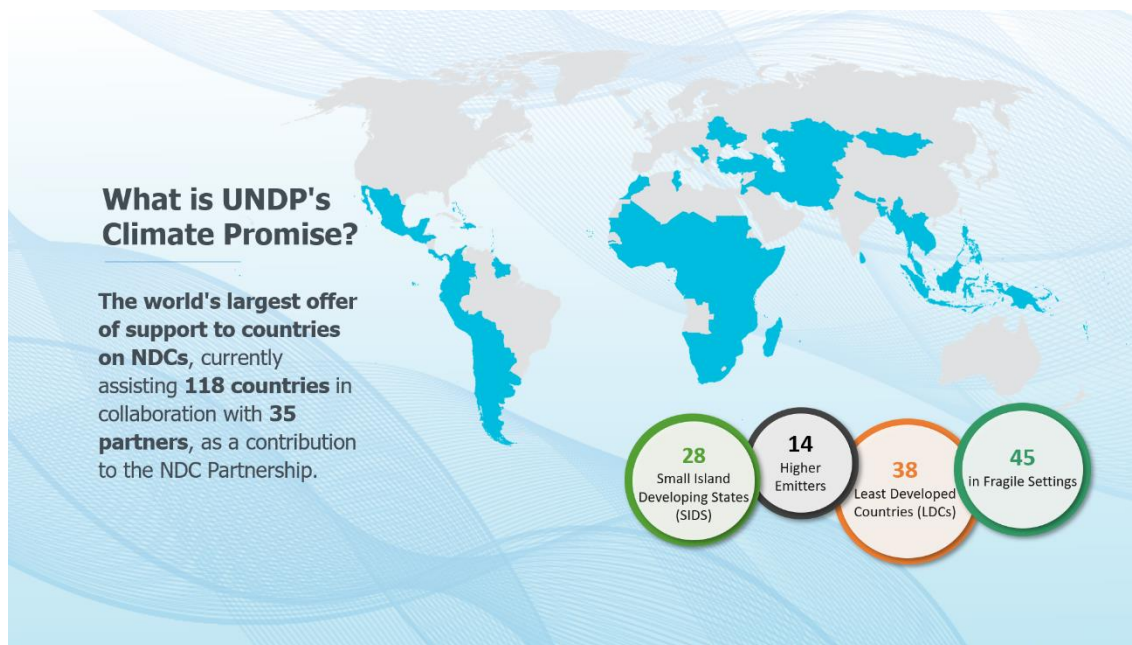 What is UNDP's
Climate Promise?
The world's largest offer
of support to countries
on NDCs, currently
assisting 118 countries in
collaboration with 35
partners, as a contribution
to the NDC Partnership.
28
Small Island
Developing States
(SIDS)
14
Higher
Emitters
38
Least Developed
Countries (LDCs)
45
in Fragile Settings